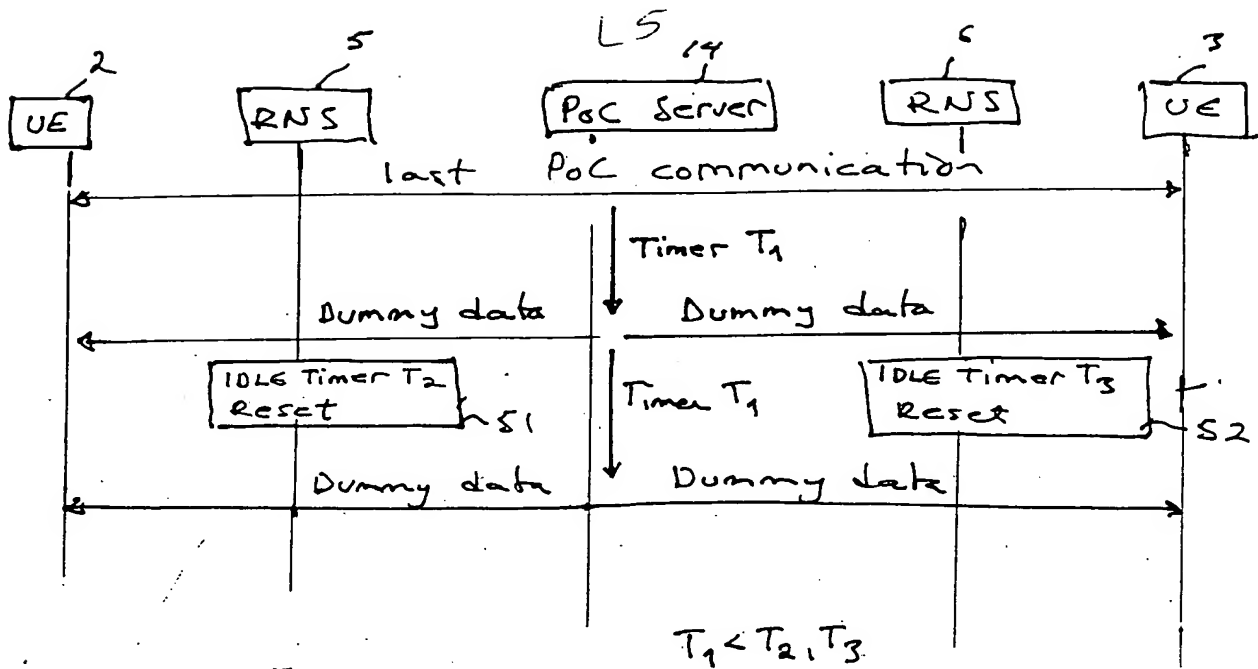 L5
2 5 14 6 3
UE RNS PoC Server RNS UE
last PoC communication
Timer T1
Dummy data Dummy data
IDLE Timer T2
Reset
S1
Timer T1
IDLE Timer T3
Reset
S2
Dummy data Dummy data
T1 < T2, T3